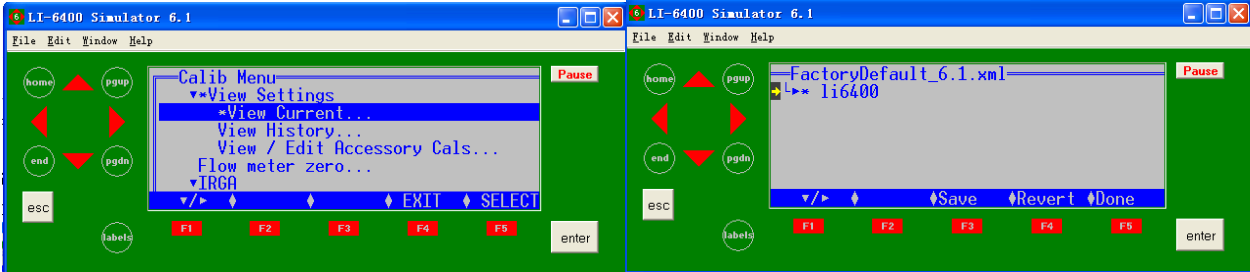 6 LI-6400 Simulator 6.1
File Edit Window Help
home pgup
Pause
Calib Menu
▼*View Settings
*View Current...
View History...
View / Edit Accessory Cals...
Flow meter zero...
▼IRGA
end pgdn
▼/► EXIT SELECT
esc
labels
F1 F2 F3 F4 F5
enter
6 LI-6400 Simulator 6.1
File Edit Window Help
home pgup
Pause
FactoryDefault_6.1.xml
└►* li6400
end pgdn
▼/► Save Revert Done
esc
labels
F1 F2 F3 F4 F5
enter